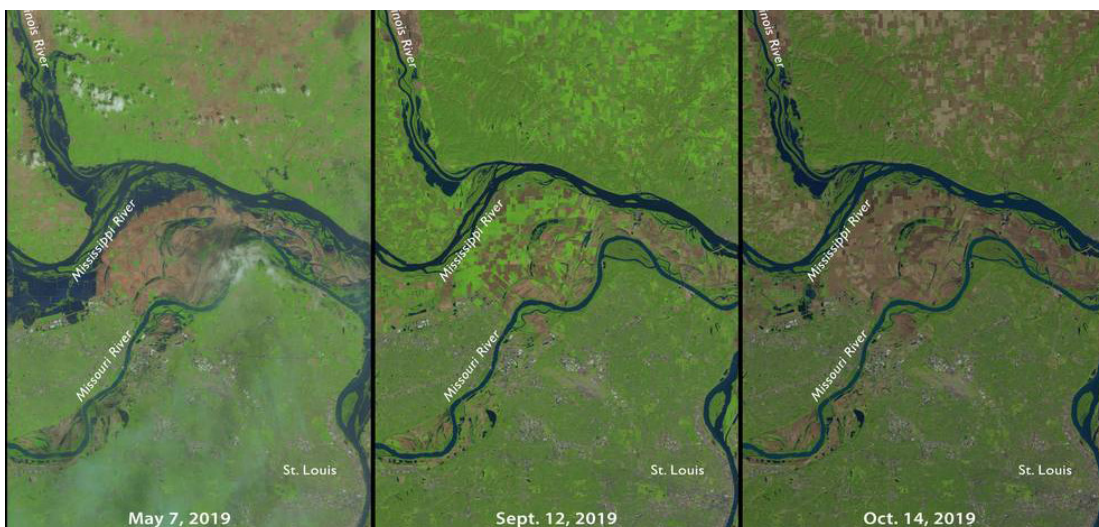 nois River
Mississippi River
Missouri River
St. Louis
May 7, 2019
nois River
Mississippi River
Missouri River
St. Louis
Sept. 12, 2019
nois River
Mississippi River
Missouri River
St. Louis
Oct. 14, 2019